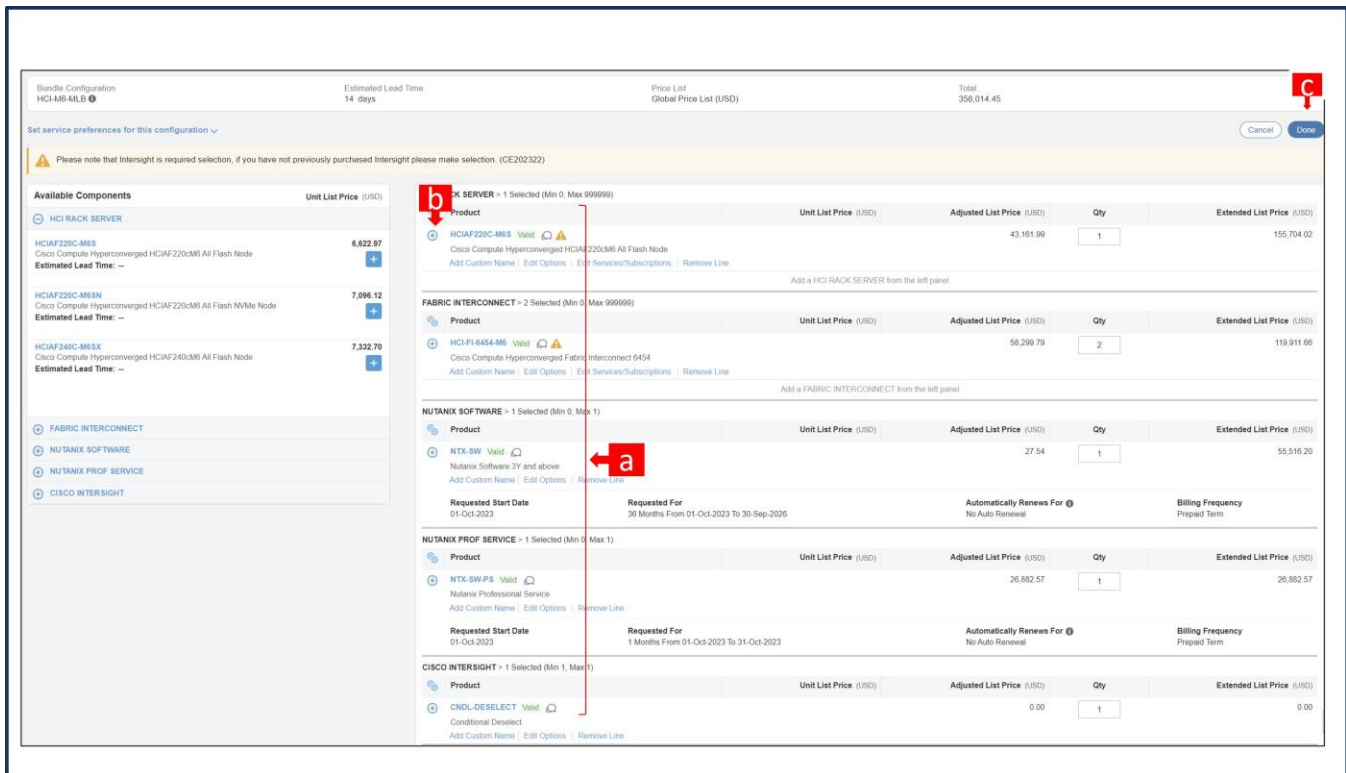 Bundle Configuration Estimated Lead Time Price List Total
HCI-M6-MLB 14 days Global Price List (USD) 358,014.45
C
Set service preferences for this configuration
Cancel Done
Please note that Intersight is required selection, if you have not previously purchased Intersight please make selection. (CE202322)
Available Components Unit List Price (USD)
HCI RACK SERVER
HCIAF220C-M6S 6,622.97
Cisco Compute Hyperconverged HCIAF220cM6 All Flash Node
Estimated Lead Time: --
HCIAF220C-M6SN 7,096.12
Cisco Compute Hyperconverged HCIAF220cM6 All Flash NVMe Node
Estimated Lead Time: --
HCIAF240C-M6SX 7,332.70
Cisco Compute Hyperconverged HCIAF240cM6 All Flash Node
Estimated Lead Time: --
FABRIC INTERCONNECT
NUTANIX SOFTWARE
NUTANIX PROF SERVICE
CISCO INTERSIGHT
b
CK SERVER > 1 Selected (Min 0, Max 999999)
Product Unit List Price (USD) Adjusted List Price (USD) Qty Extended List Price (USD)
HCIAF220C-M6S Valid 43,161.99 1 155,704.02
Cisco Compute Hyperconverged HCIAF220cM6 All Flash Node
Add Custom Name | Edit Options | Edit Services/Subscriptions | Remove Line
Add a HCI RACK SERVER from the left panel
FABRIC INTERCONNECT > 2 Selected (Min 0, Max 999999)
Product Unit List Price (USD) Adjusted List Price (USD) Qty Extended List Price (USD)
HCI-FI-6454-M6 Valid 58,299.79 2 119,911.66
Cisco Compute Hyperconverged Fabric Interconnect 6454
Add Custom Name | Edit Options | Edit Services/Subscriptions | Remove Line
Add a FABRIC INTERCONNECT from the left panel
NUTANIX SOFTWARE > 1 Selected (Min 0, Max 1)
Product Unit List Price (USD) Adjusted List Price (USD) Qty Extended List Price (USD)
NTX-SW Valid 27.54 1 55,516.20
a
Nutanix Software 3Y and above
Add Custom Name | Edit Options | Remove Line
Requested Start Date Requested For Automatically Renews For Billing Frequency
01-Oct-2023 36 Months From 01-Oct-2023 To 30-Sep-2026 No Auto Renewal Prepaid Term
NUTANIX PROF SERVICE > 1 Selected (Min 0, Max 1)
Product Unit List Price (USD) Adjusted List Price (USD) Qty Extended List Price (USD)
NTX-SW-PS Valid 26,882.57 1 26,882.57
Nutanix Professional Service
Add Custom Name | Edit Options | Remove Line
Requested Start Date Requested For Automatically Renews For Billing Frequency
01-Oct-2023 1 Months From 01-Oct-2023 To 31-Oct-2023 No Auto Renewal Prepaid Term
CISCO INTERSIGHT > 1 Selected (Min 1, Max 1)
Product Unit List Price (USD) Adjusted List Price (USD) Qty Extended List Price (USD)
CNDL-DESELECT Valid 0.00 1 0.00
Conditional Deselect
Add Custom Name | Edit Options | Remove Line